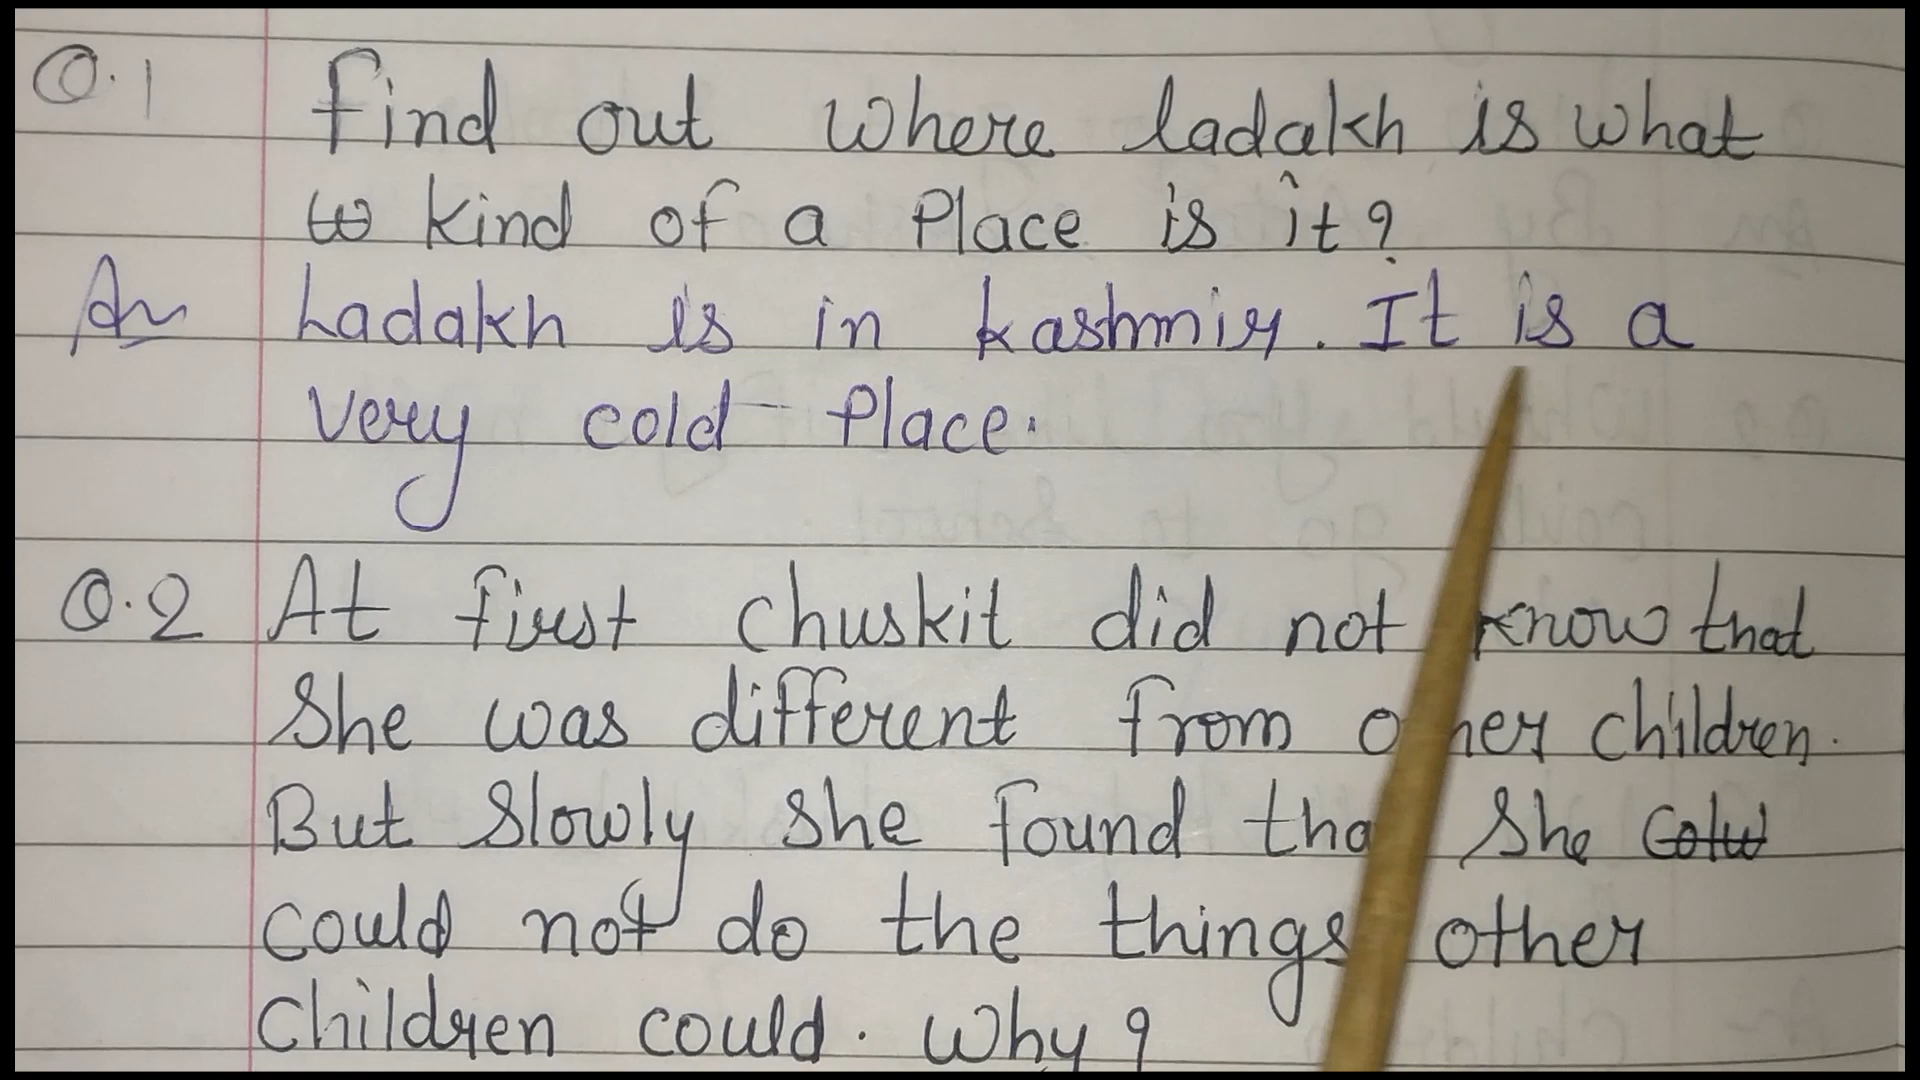 Q.1 Find out where ladakh is what
kind of a Place is it?
An Ladakh is in kashmir. It is a
very cold Place.
Q.2 At first chuskit did not know that
She was different from other children.
But Slowly she found that She
could not do the things other
Children could. Why?